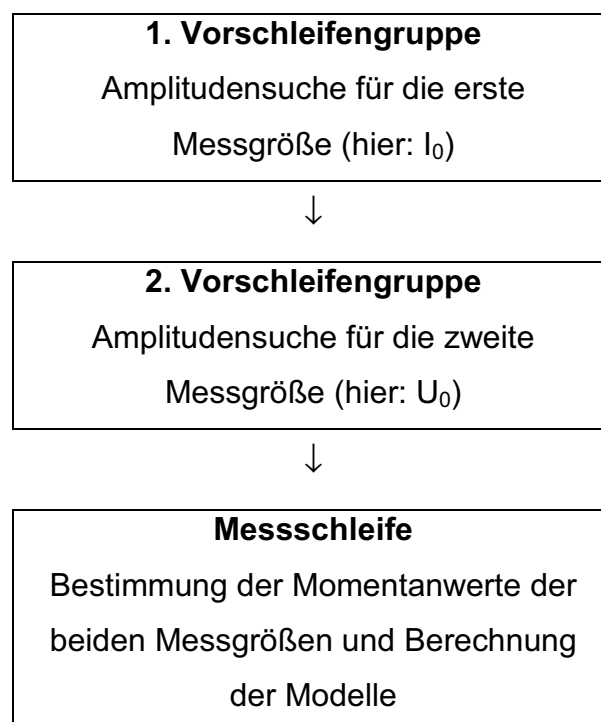 1. Vorschleifengruppe
Amplitudensuche für die erste
Messgröße (hier: I₀)
↓
2. Vorschleifengruppe
Amplitudensuche für die zweite
Messgröße (hier: U₀)
↓
Messschleife
Bestimmung der Momentanwerte der
beiden Messgrößen und Berechnung
der Modelle